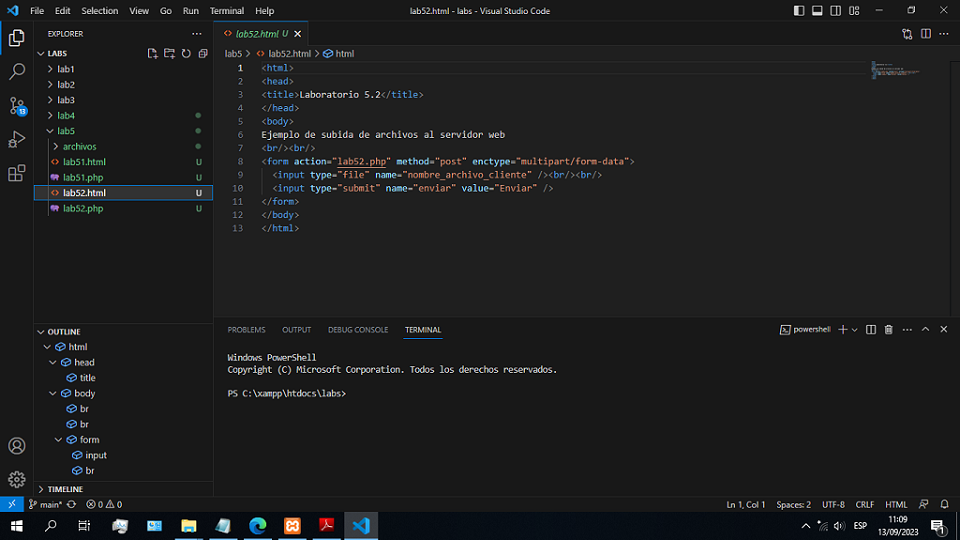 File Edit Selection View Go Run Terminal Help lab52.html - labs - Visual Studio Code
EXPLORER
lab52.html U
LABS
lab5 > lab52.html > html
lab1
lab2
lab3
lab4
lab5
archivos
lab51.html U
lab51.php U
lab52.html U
lab52.php U
13
1 <html>
2 <head>
3 <title>Laboratorio 5.2</title>
4 </head>
5 <body>
6 Ejemplo de subida de archivos al servidor web
7 <br/><br/>
8 <form action="lab52.php" method="post" enctype="multipart/form-data">
9 <input type="file" name="nombre_archivo_cliente" /><br/><br/>
10 <input type="submit" name="enviar" value="Enviar" />
11 </form>
12 </body>
13 </html>
OUTLINE
html
head
title
body
br
br
form
input
br
TIMELINE
PROBLEMS OUTPUT DEBUG CONSOLE TERMINAL powershell
Windows PowerShell
Copyright (C) Microsoft Corporation. Todos los derechos reservados.
PS C:\xampp\htdocs\labs>
main* 0 0 Ln 1, Col 1 Spaces: 2 UTF-8 CRLF HTML
ESP 11:09
13/09/2023
1